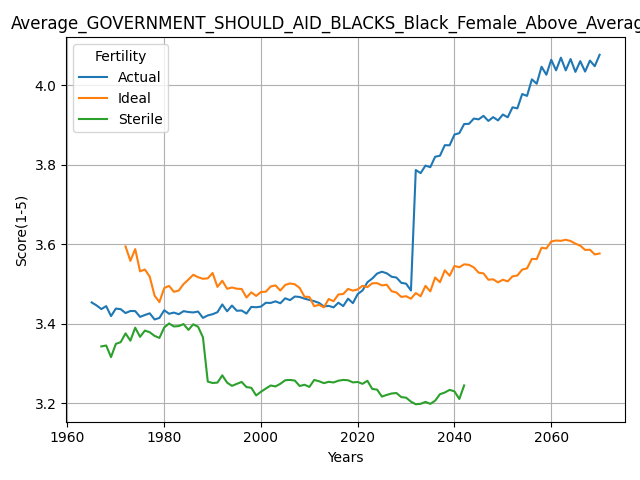 Average_GOVERNMENT_SHOULD_AID_BLACKS_Black_Female_Above_Averag
Fertility
Actual
Ideal
Sterile
Score(1-5)
4.0
3.8
3.6
3.4
3.2
1960 1980 2000 2020 2040 2060
Years